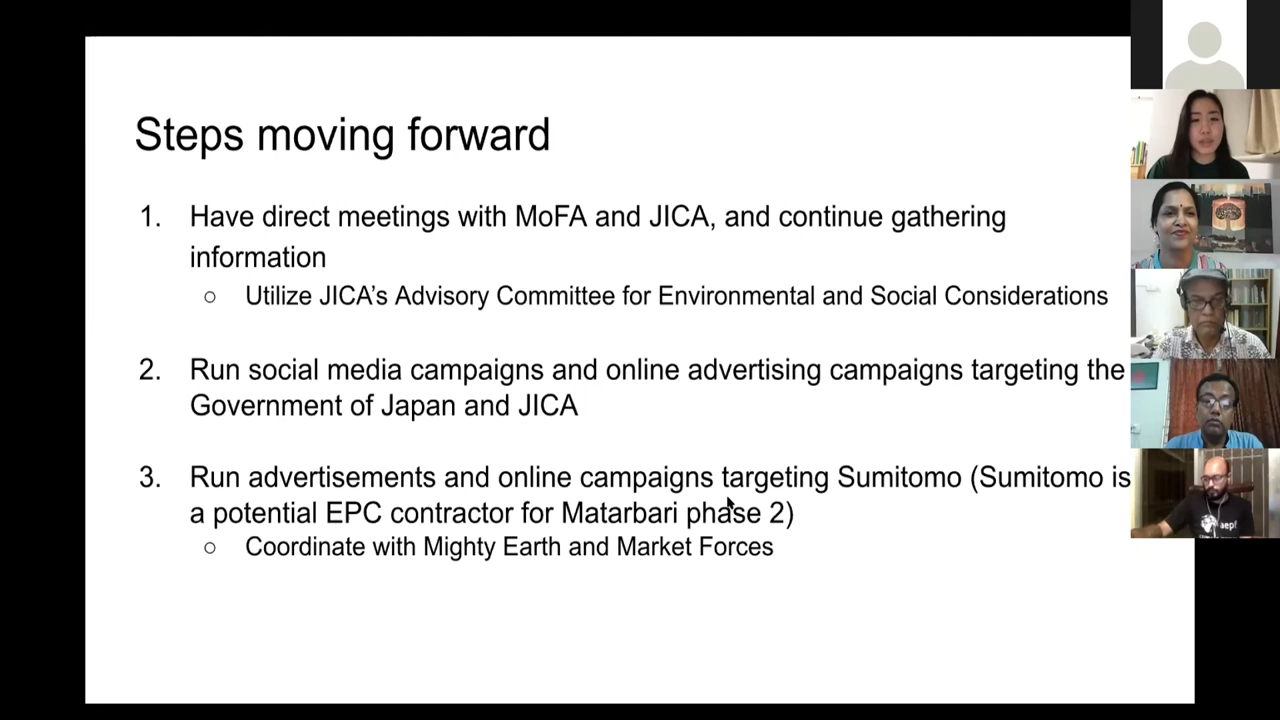 Steps moving forward
1. Have direct meetings with MoFA and JICA, and continue gathering
information
○ Utilize JICA's Advisory Committee for Environmental and Social Considerations
2. Run social media campaigns and online advertising campaigns targeting the
Government of Japan and JICA
3. Run advertisements and online campaigns targeting Sumitomo (Sumitomo is
a potential EPC contractor for Matarbari phase 2)
○ Coordinate with Mighty Earth and Market Forces
aepf